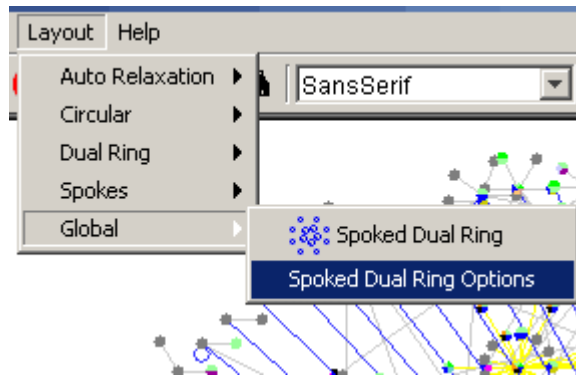 Layout Help
Auto Relaxation
SansSerif
Circular
Dual Ring
Spokes
Global
Spoked Dual Ring
Spoked Dual Ring Options